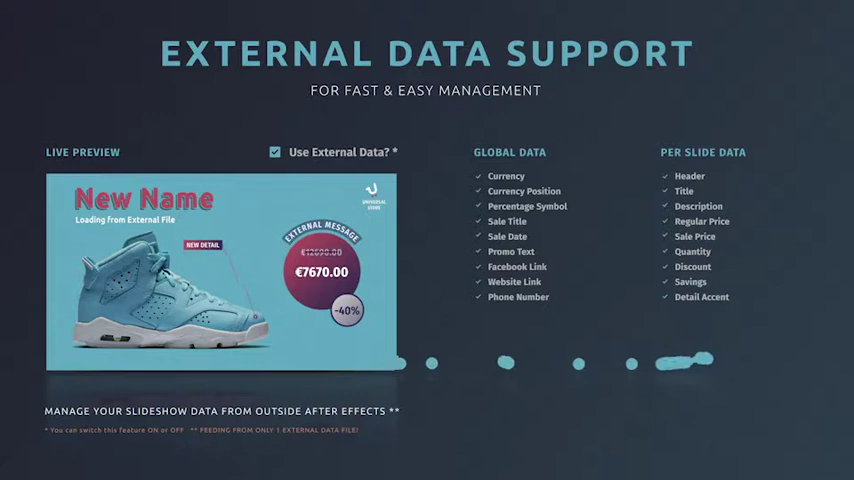 EXTERNAL DATA SUPPORT
FOR FAST & EASY MANAGEMENT
LIVE PREVIEW
Use External Data? *
New Name
Loading from External File
UNIVERSAL
STORE
NEW DETAIL
EXTERNAL MESSAGE
€12690.00
€7670.00
-40%
GLOBAL DATA
Currency
Currency Position
Percentage Symbol
Sale Title
Sale Date
Promo Text
Facebook Link
Website Link
Phone Number
PER SLIDE DATA
Header
Title
Description
Regular Price
Sale Price
Quantity
Discount
Savings
Detail Accent
MANAGE YOUR SLIDESHOW DATA FROM OUTSIDE AFTER EFFECTS **
* You can switch this feature ON or OFF ** FEEDING FROM ONLY 1 EXTERNAL DATA FILE!